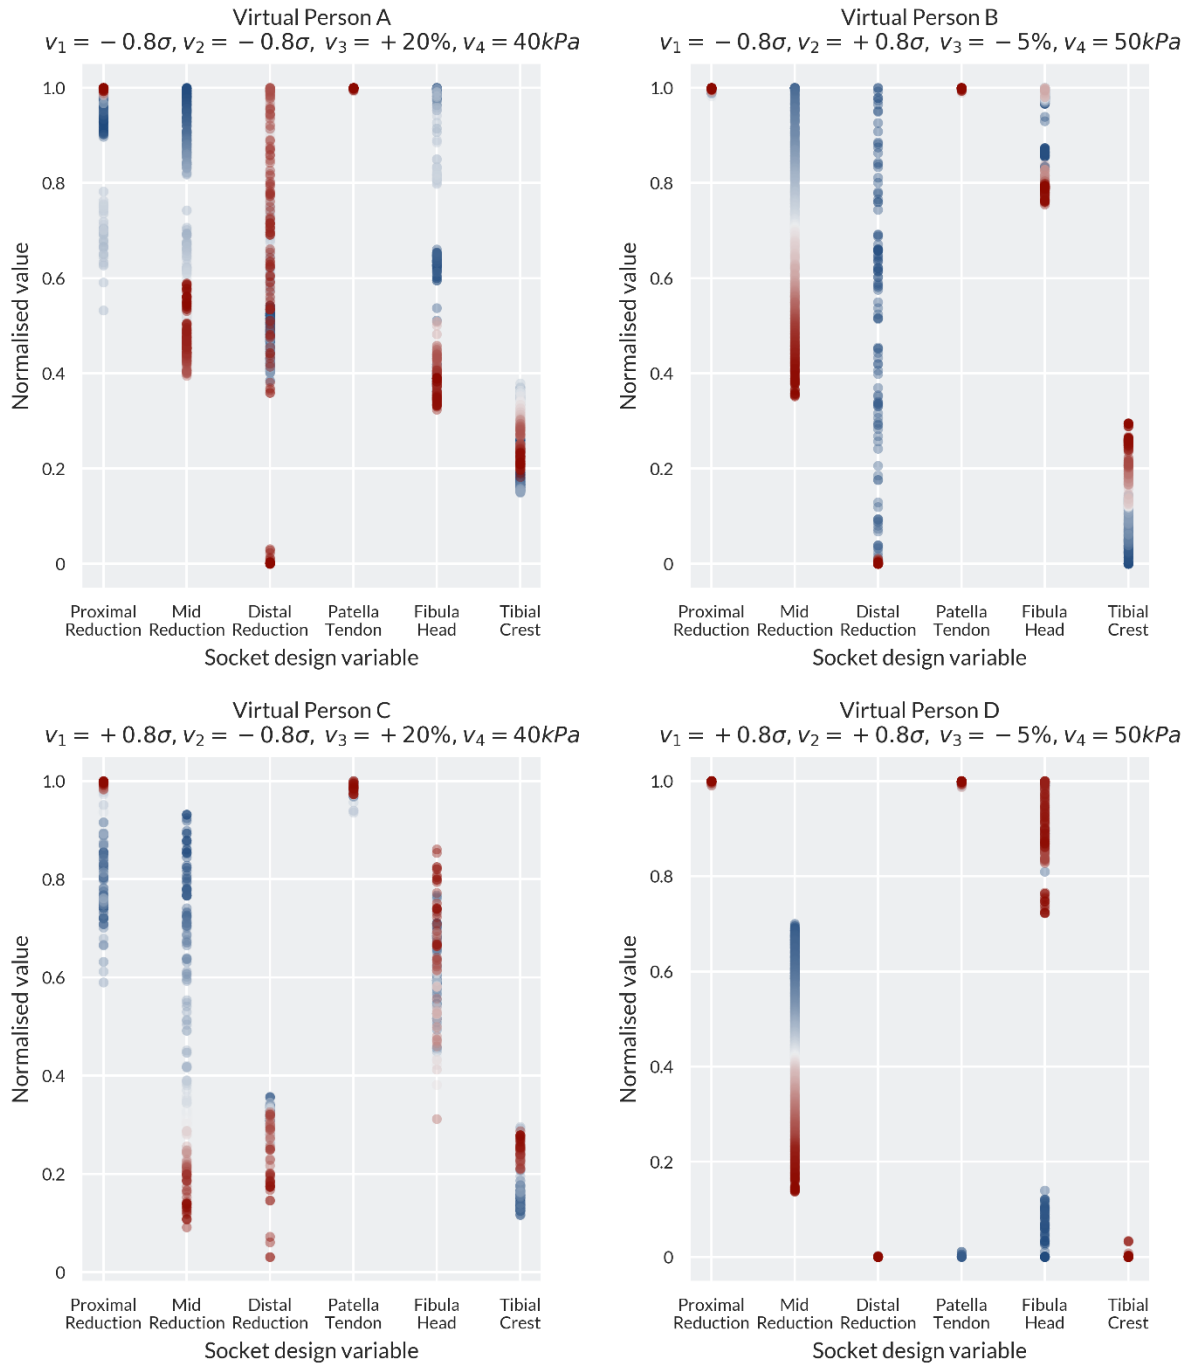 Virtual Person A
v₁ = −0.8σ, v₂ = −0.8σ, v₃ = +20%, v₄ = 40kPa
Normalised value
1.0
0.8
0.6
0.4
0.2
0
Proximal Reduction
Mid Reduction
Distal Reduction
Patella Tendon
Fibula Head
Tibial Crest
Socket design variable
Virtual Person B
v₁ = −0.8σ, v₂ = +0.8σ, v₃ = −5%, v₄ = 50kPa
Normalised value
1.0
0.8
0.6
0.4
0.2
0
Proximal Reduction
Mid Reduction
Distal Reduction
Patella Tendon
Fibula Head
Tibial Crest
Socket design variable
Virtual Person C
v₁ = +0.8σ, v₂ = −0.8σ, v₃ = +20%, v₄ = 40kPa
Normalised value
1.0
0.8
0.6
0.4
0.2
0
Proximal Reduction
Mid Reduction
Distal Reduction
Patella Tendon
Fibula Head
Tibial Crest
Socket design variable
Virtual Person D
v₁ = +0.8σ, v₂ = +0.8σ, v₃ = −5%, v₄ = 50kPa
Normalised value
1.0
0.8
0.6
0.4
0.2
0
Proximal Reduction
Mid Reduction
Distal Reduction
Patella Tendon
Fibula Head
Tibial Crest
Socket design variable